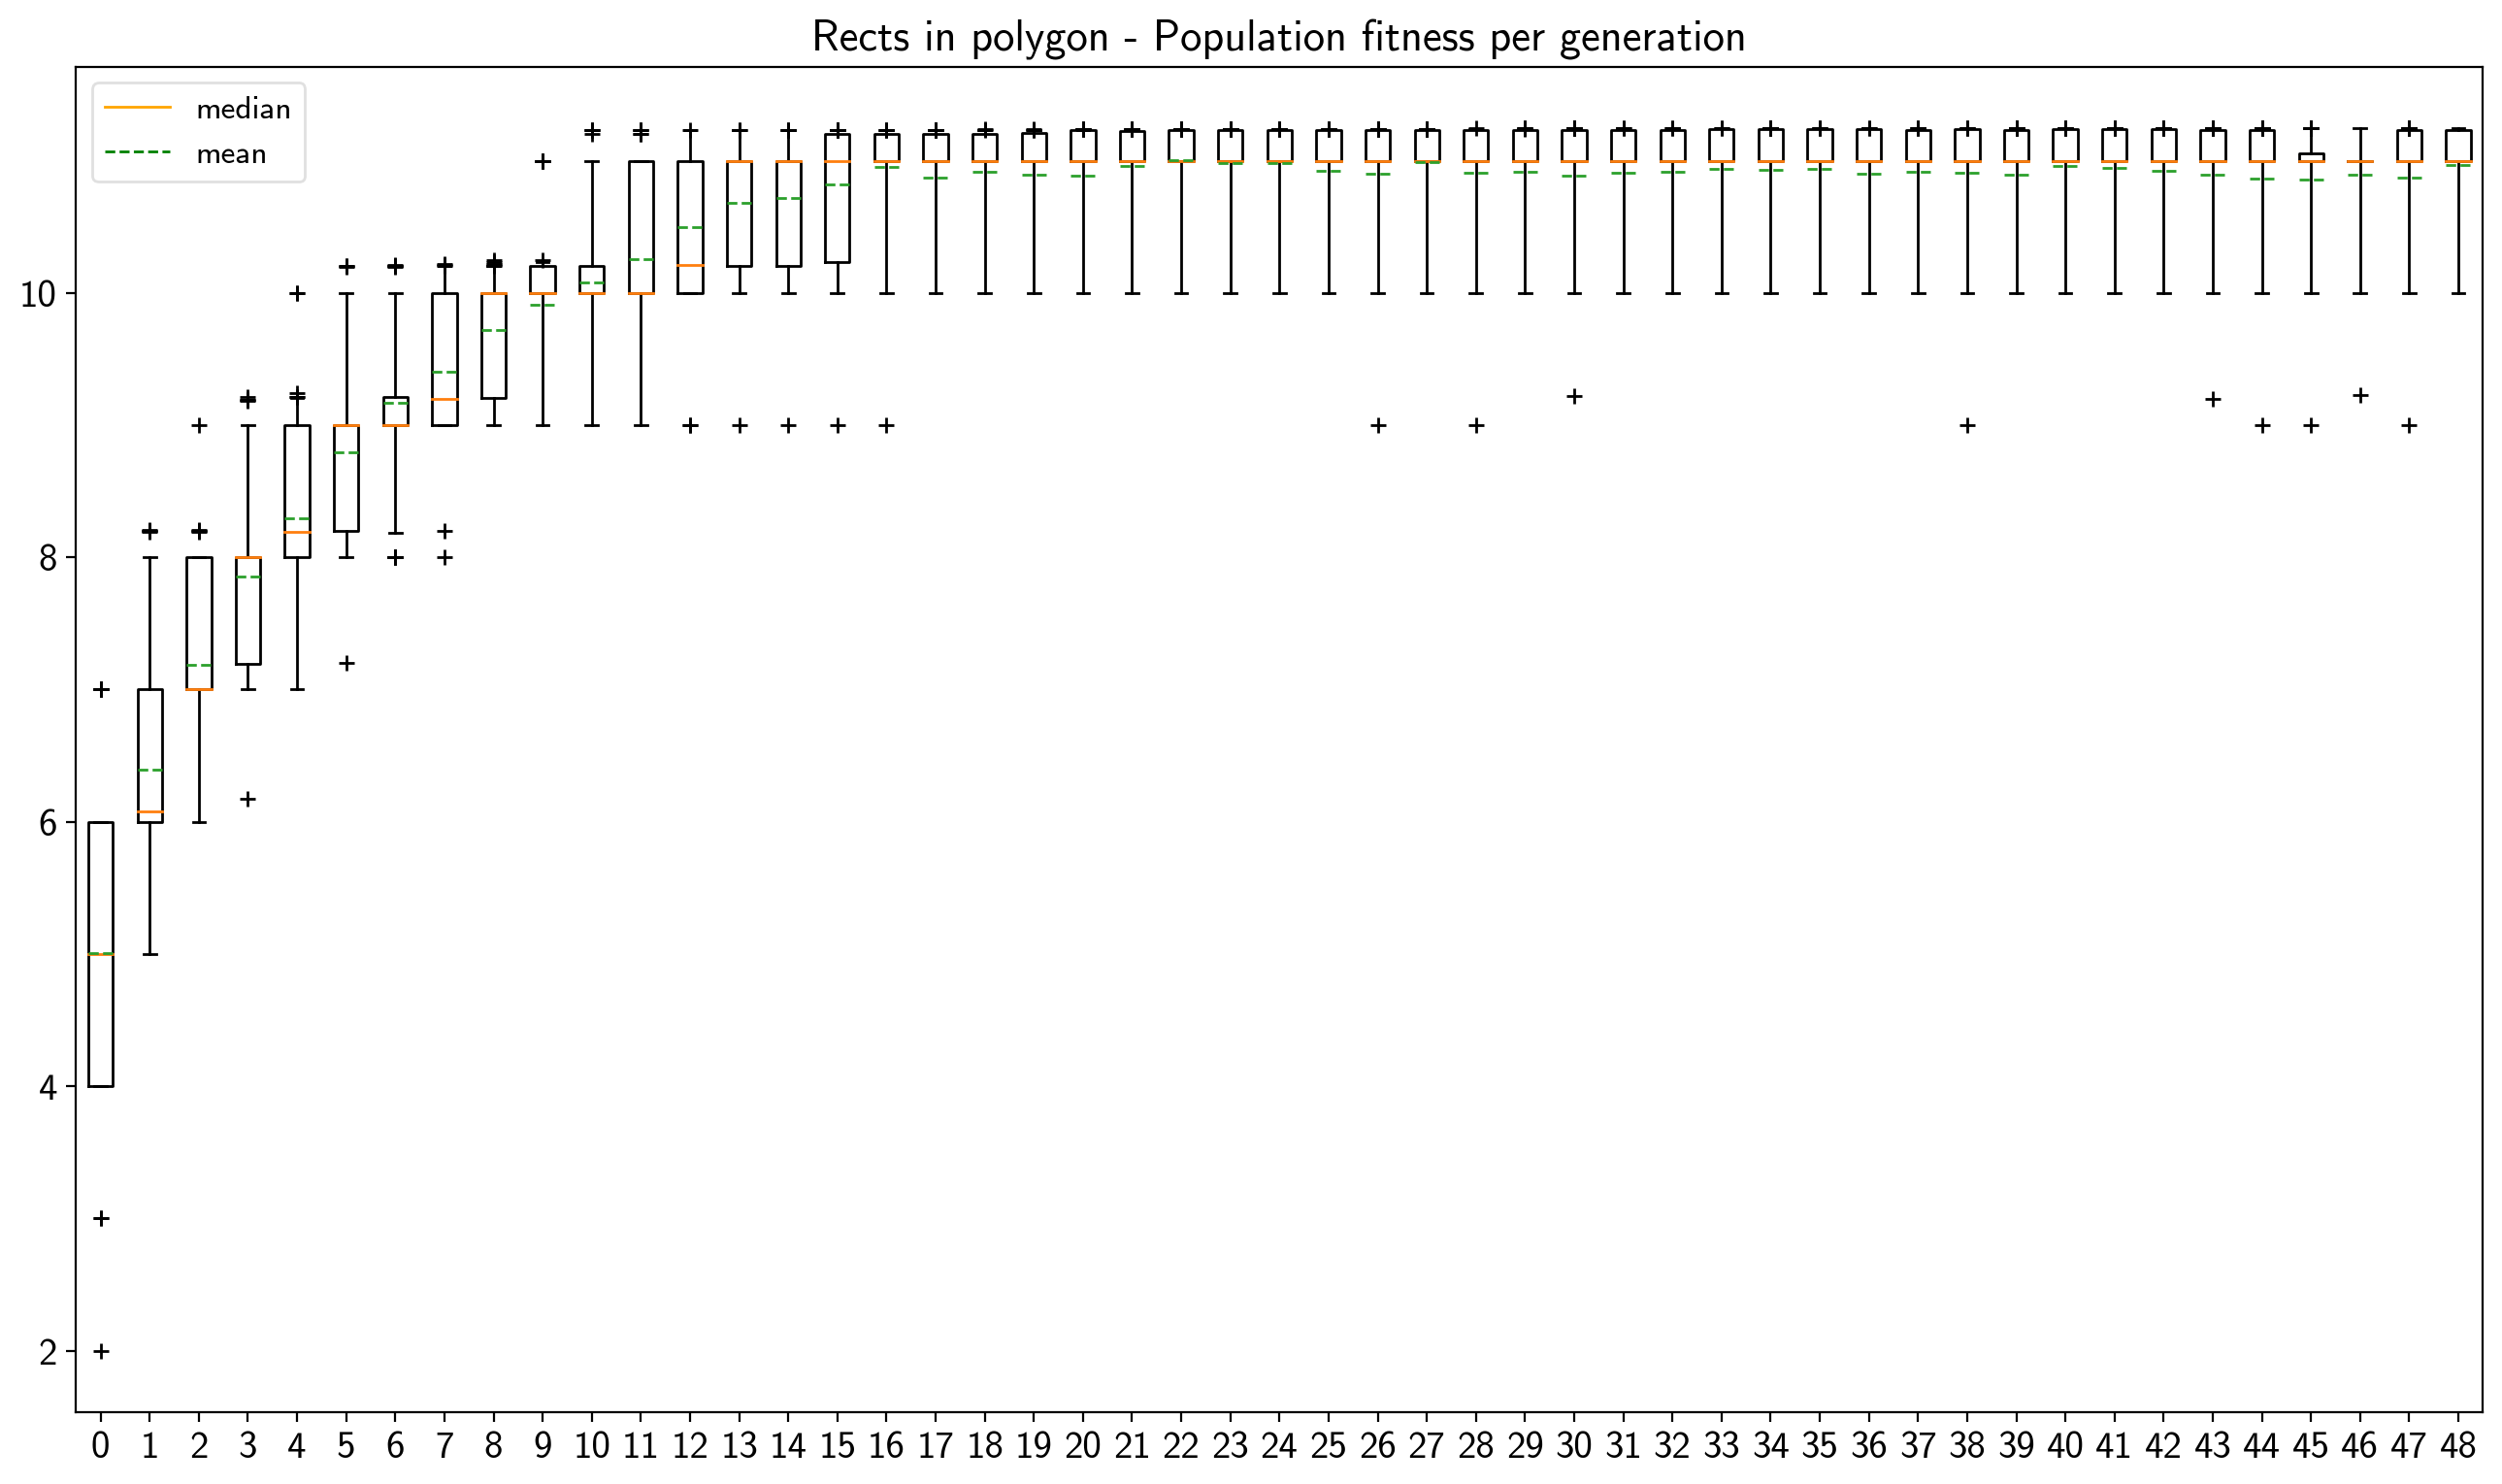 Rects in polygon - Population fitness per generation
median
mean
10
8
6
4
2
0 1 2 3 4 5 6 7 8 9 10 11 12 13 14 15 16 17 18 19 20 21 22 23 24 25 26 27 28 29 30 31 32 33 34 35 36 37 38 39 40 41 42 43 44 45 46 47 48